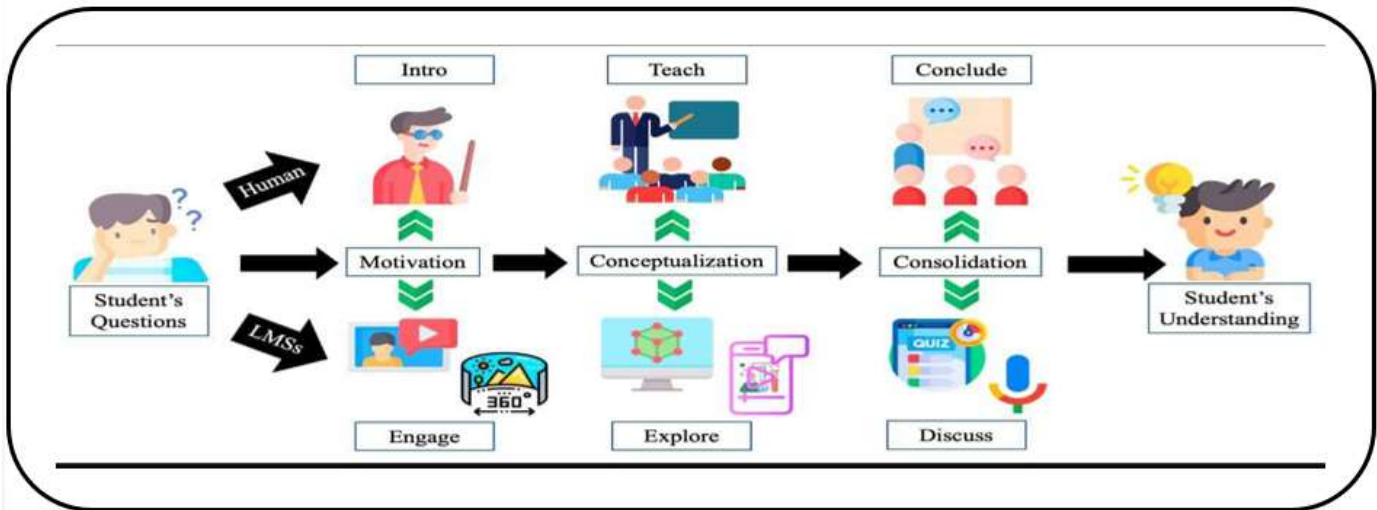 Intro
Teach
Conclude
Human
Motivation
Conceptualization
Consolidation
Student's
Questions
Student's
Understanding
LMSs
360°
QUIZ
Engage
Explore
Discuss